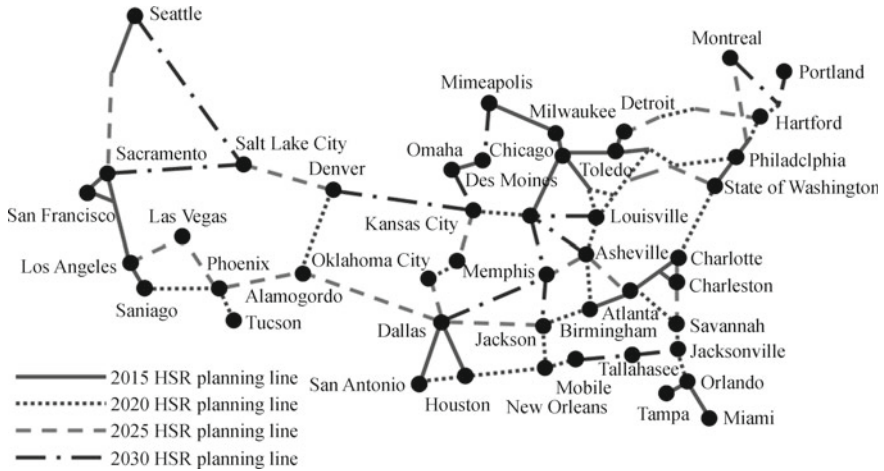 Seattle
Montreal
Portland
Mimeapolis
Milwaukee
Detroit
Hartford
Salt Lake City
Omaha
Chicago
Toledo
Sacramento
Denver
Des Moines
Philadclphia
State of Washington
San Francisco
Las Vegas
Kansas City
Louisville
Los Angeles
Phoenix
Oklahoma City
Memphis
Asheville
Charlotte
Charleston
Saniago
Alamogordo
Tucson
Dallas
Jackson
Birmingham
Atlanta
Savannah
Jacksonville
2015 HSR planning line
San Antonio
Mobile
Tallahasee
Orlando
2020 HSR planning line
Houston
New Orleans
Tampa
Miami
2025 HSR planning line
2030 HSR planning line